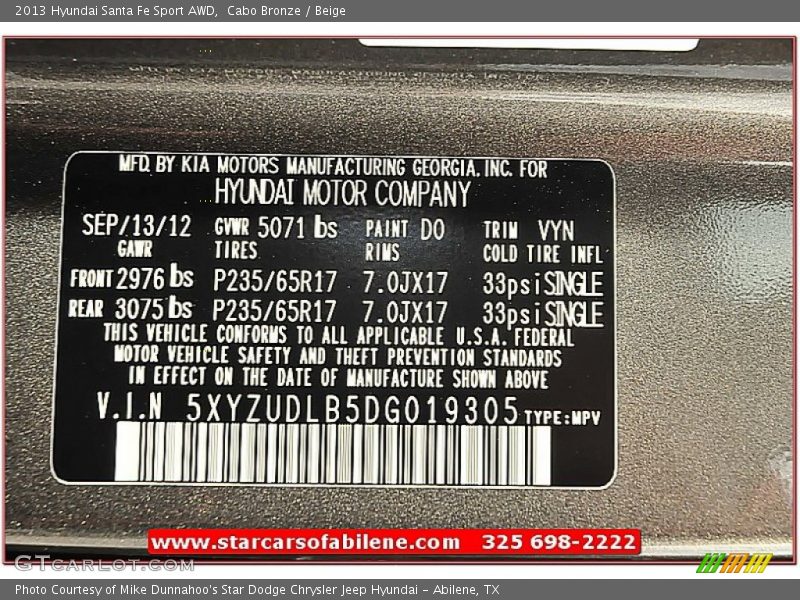 2013 Hyundai Santa Fe Sport AWD,  Cabo Bronze / Beige
MFD. BY KIA MOTORS MANUFACTURING GEORGIA, INC. FOR
HYUNDAI MOTOR COMPANY
SEP/13/12 GVWR 5071 lbs PAINT DO TRIM VYN
GAWR TIRES RIMS COLD TIRE INFL
FRONT 2976 lbs P235/65R17 7.0JX17 33psi SINGLE
REAR 3075 lbs P235/65R17 7.0JX17 33psi SINGLE
THIS VEHICLE CONFORMS TO ALL APPLICABLE U.S.A. FEDERAL
MOTOR VEHICLE SAFETY AND THEFT PREVENTION STANDARDS
IN EFFECT ON THE DATE OF MANUFACTURE SHOWN ABOVE
V.I.N 5XYZUDLB5DG019305 TYPE:MPV
www.starcarsofabilene.com 325 698-2222
GTcarlot.com
Photo Courtesy of Mike Dunnahoo's Star Dodge Chrysler Jeep Hyundai - Abilene, TX